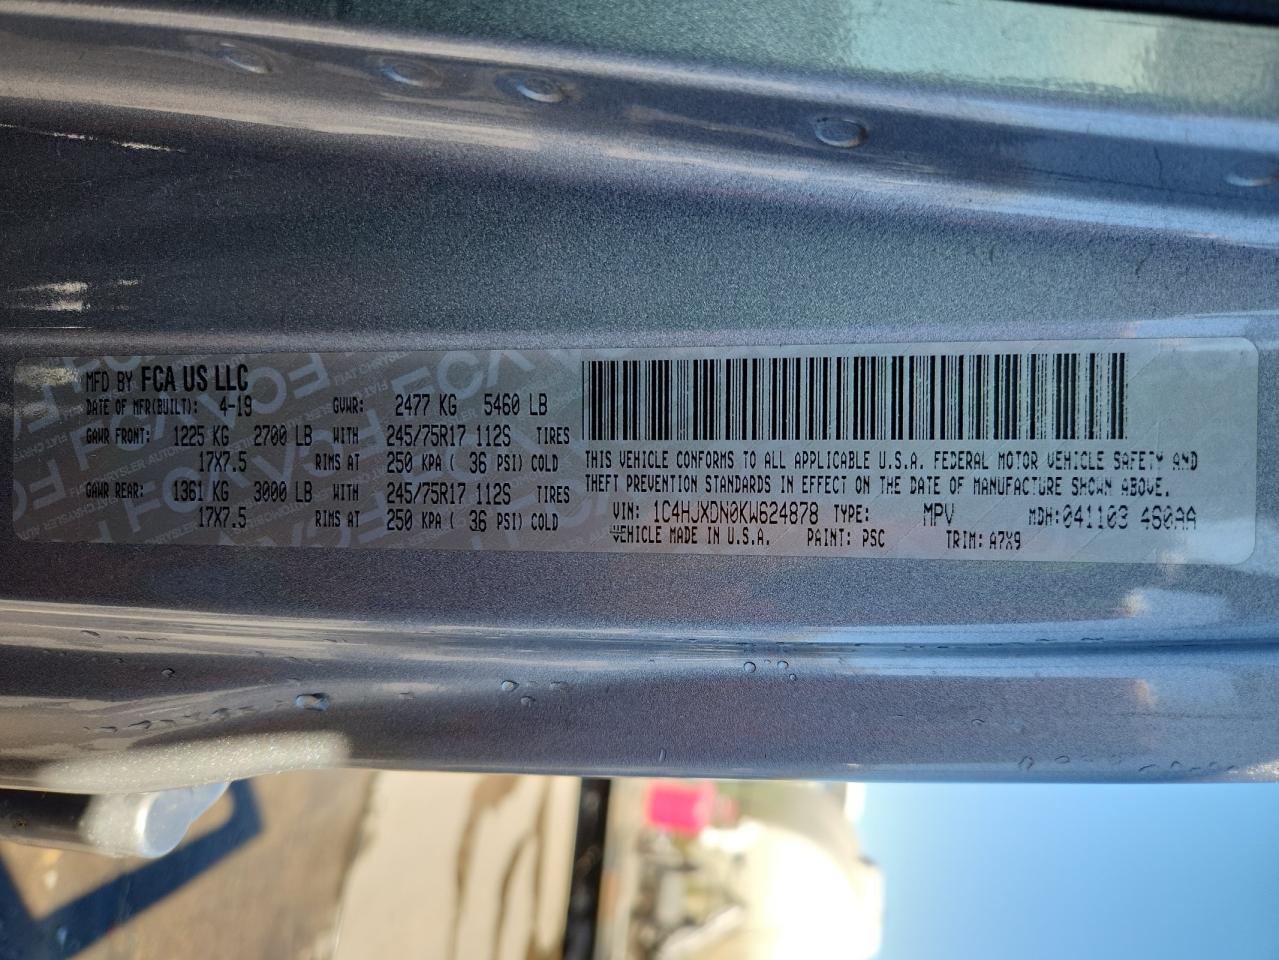 MFD BY FCA US LLC
DATE OF MFR(BUILT): 4-19 GVWR: 2477 KG 5460 LB
GAWR FRONT: 1225 KG 2700 LB WITH 245/75R17 112S TIRES
17X7.5 RIMS AT 250 KPA ( 36 PSI) COLD
GAWR REAR: 1361 KG 3000 LB WITH 245/75R17 112S TIRES
17X7.5 RIMS AT 250 KPA ( 36 PSI) COLD
THIS VEHICLE CONFORMS TO ALL APPLICABLE U.S.A. FEDERAL MOTOR VEHICLE SAFETY AND
THEFT PREVENTION STANDARDS IN EFFECT ON THE DATE OF MANUFACTURE SHOWN ABOVE.
VIN: 1C4HJXDN0KW624878 TYPE: MPV MDH: 041103 4S0AA
VEHICLE MADE IN U.S.A. PAINT: PSC TRIM: A7X9